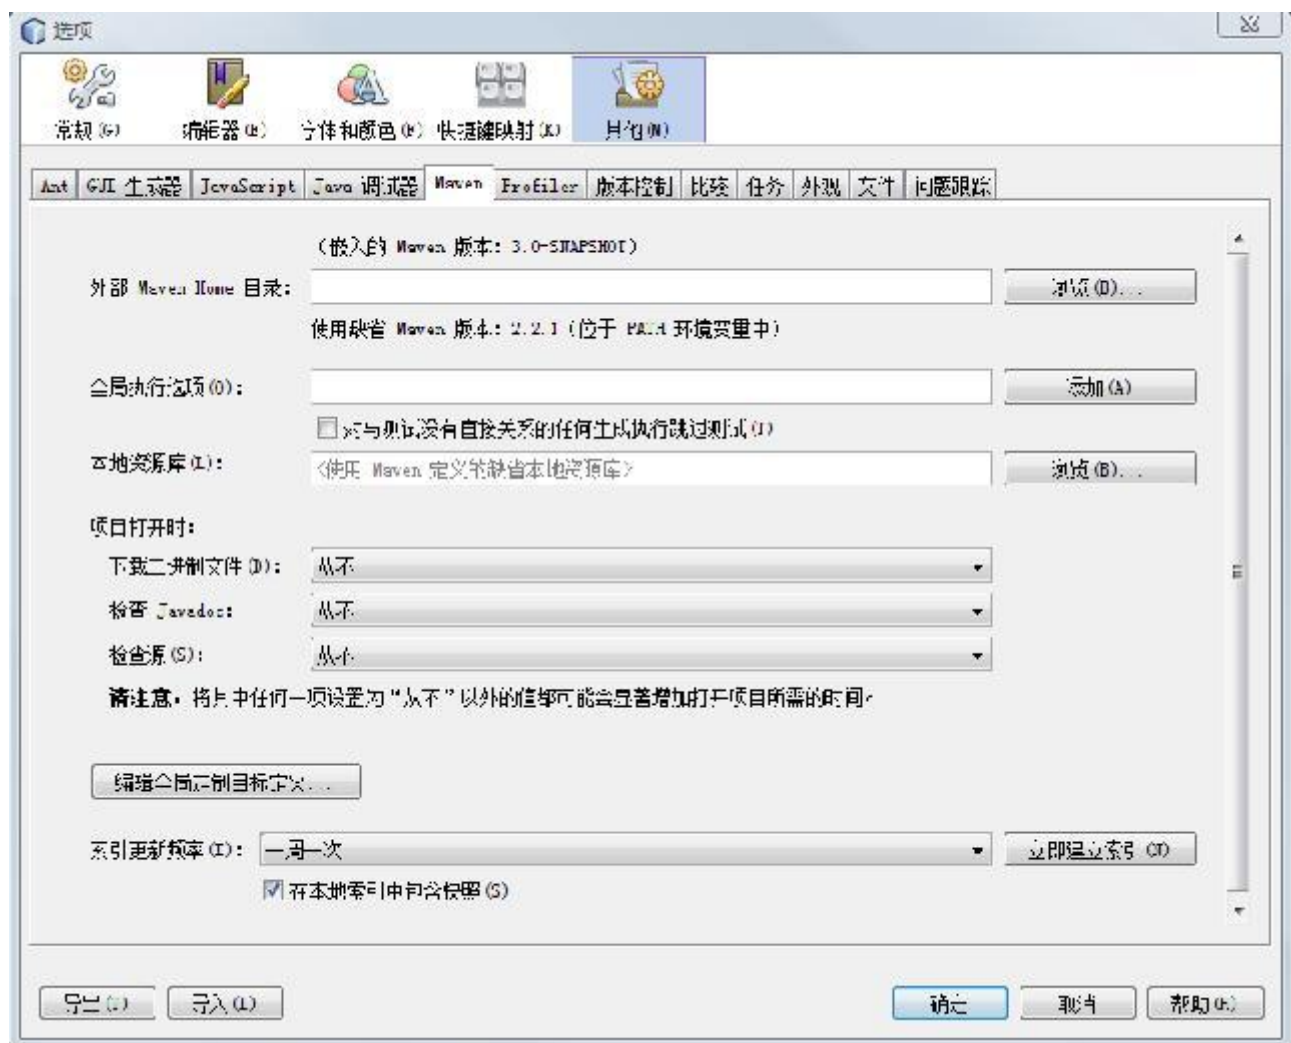 选项
常规(G) 编辑器(E) 字体和颜色(F) 快捷键映射(K) 其他(M)
Ant GUI 生成器 JavaScript Java 调试器 Maven Profiler 版本控制 比较 任务 外观 文件 问题跟踪
(嵌入的 Maven 版本: 3.0-SNAPSHOT)
外部 Maven Home 目录: 浏览(B)...
使用缺省 Maven 版本: 2.2.1 (位于 PATH 环境变量中)
全局执行选项(O): 添加(A)
对与测试没有直接关系的任何生成执行跳过测试(T)
本地资源库(L): <使用 Maven 定义的缺省本地资源库> 浏览(B)...
项目打开时:
下载二进制文件(D): 从不
检查 Javadoc: 从不
检查源(S): 从不
请注意, 将其中任何一项设置为“从不”以外的值都可能会显著增加打开项目所需的时间。
编辑全局定制目标定义...
索引更新频率(I): 一周一次 立即建立索引
在本地索引中包含快照(S)
导出 导入 确定 取消 帮助(H)